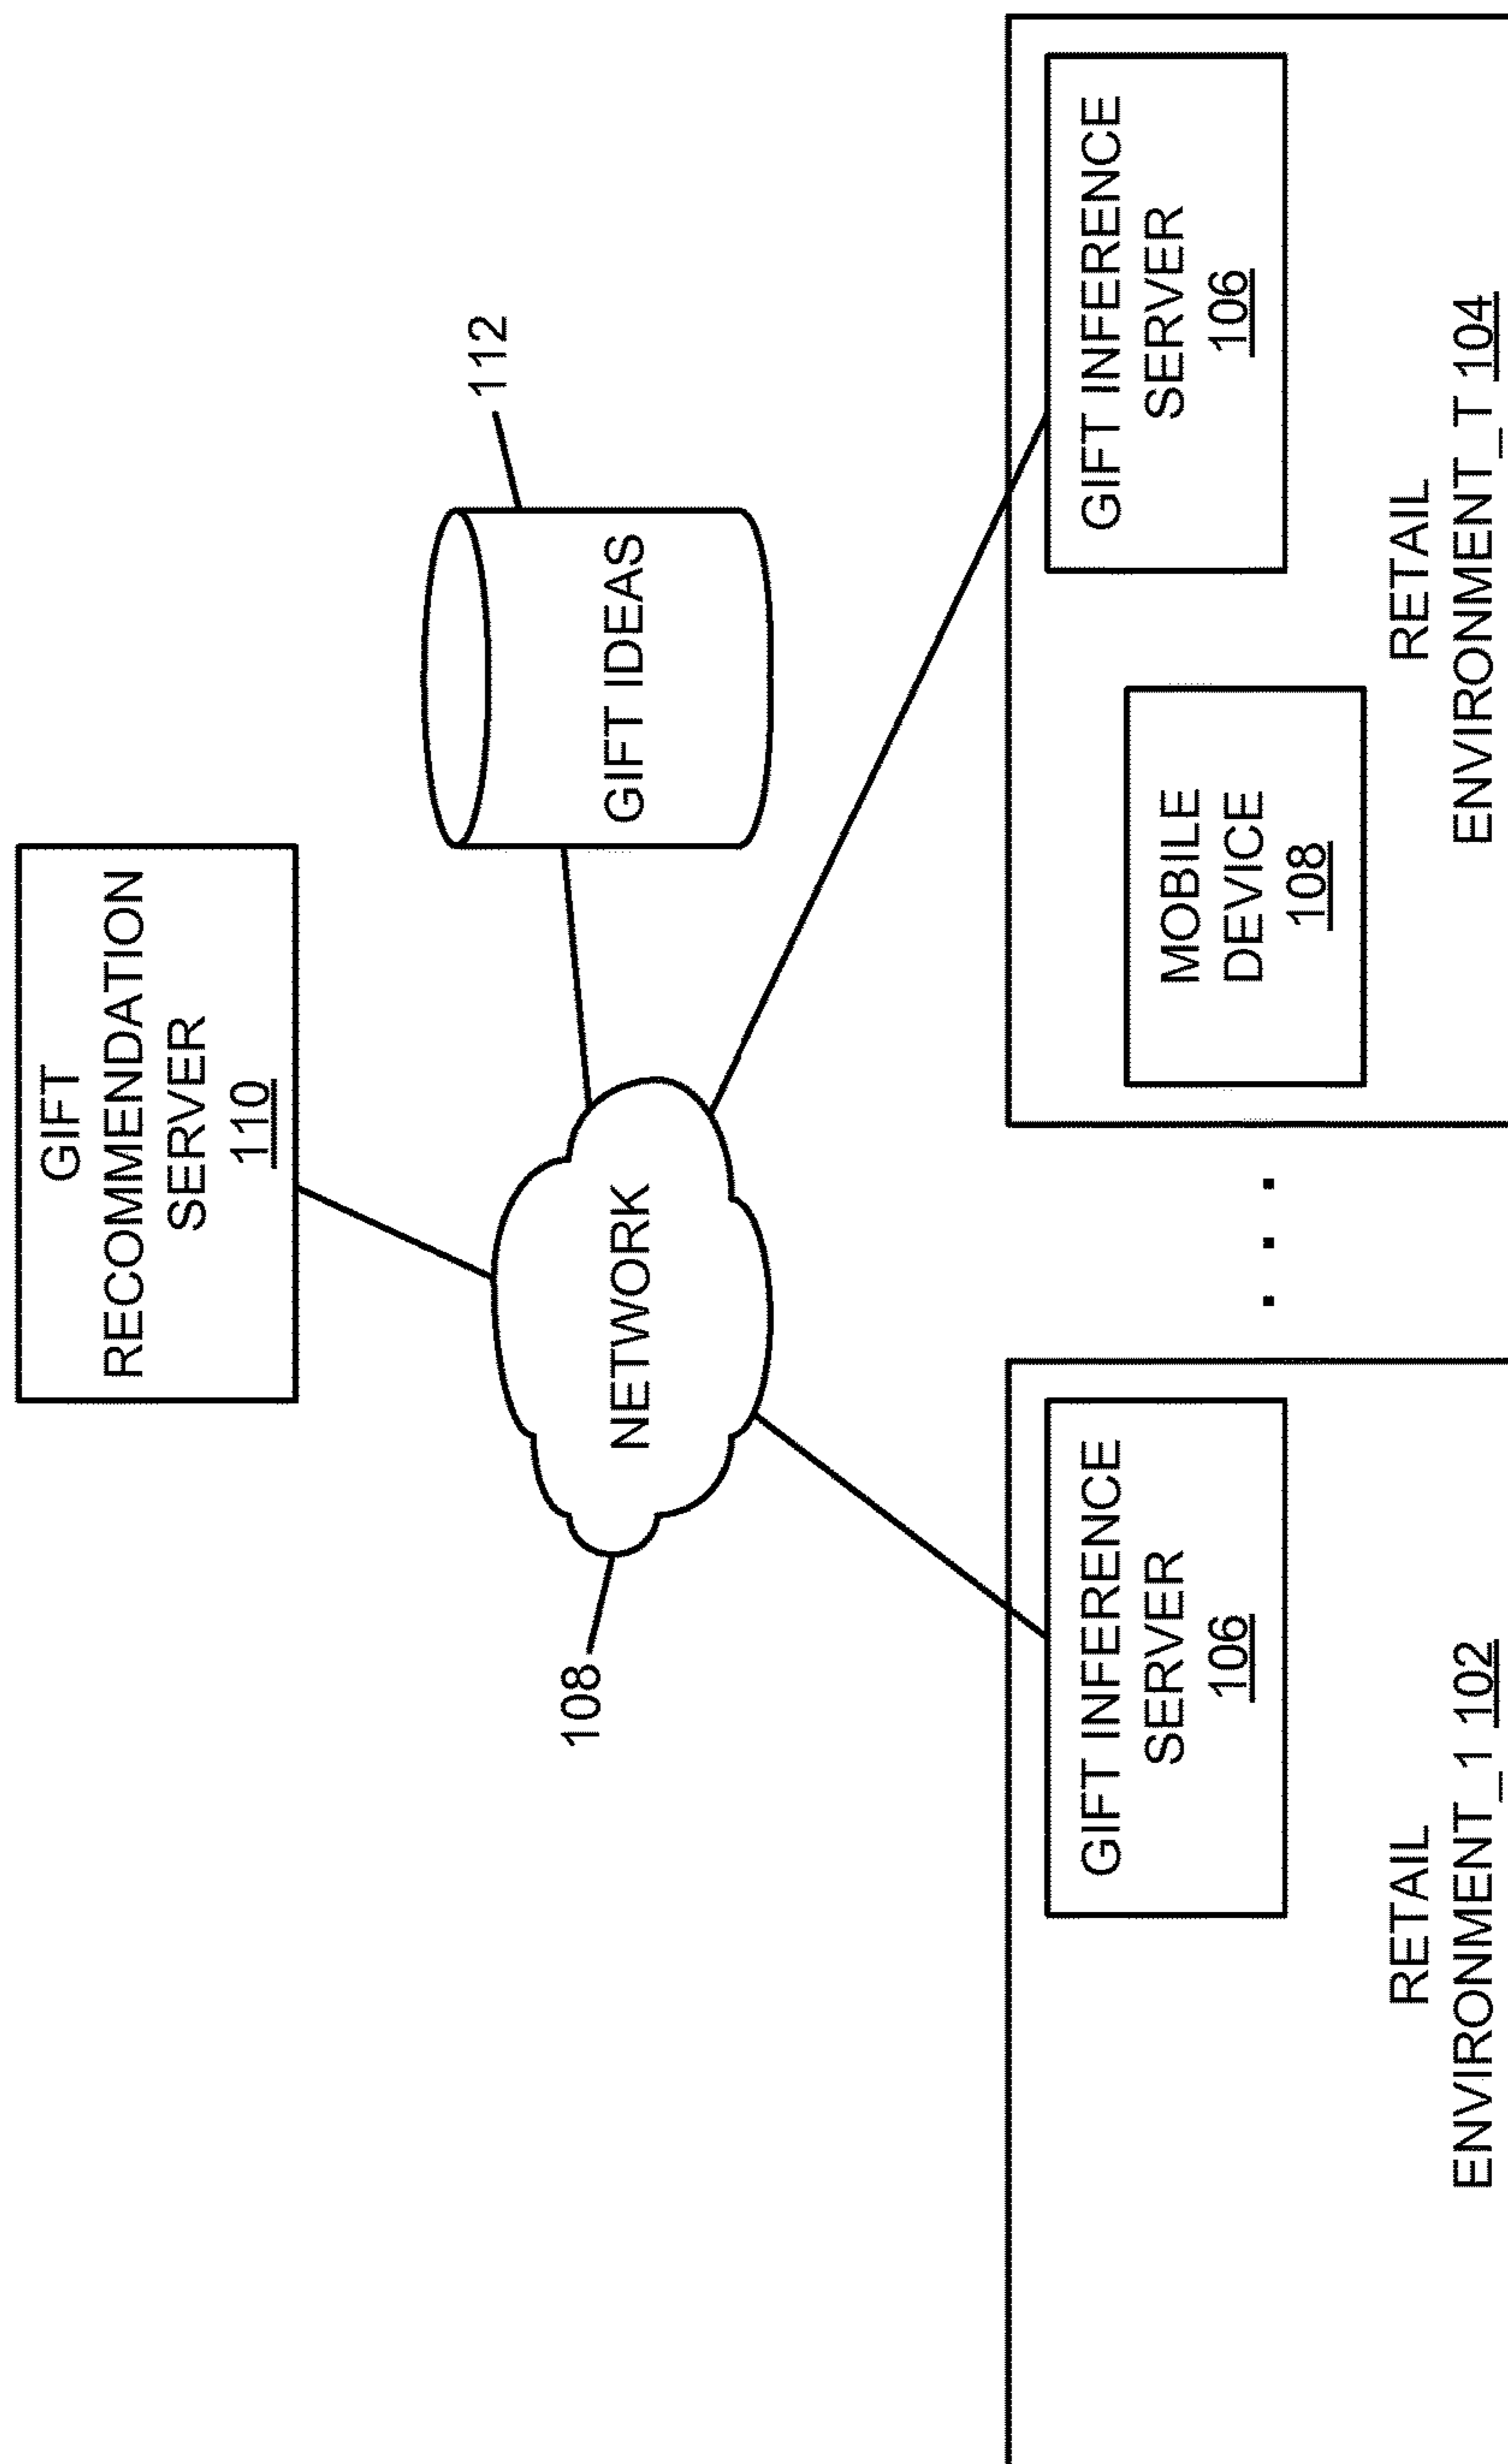 GIFT
RECOMMENDATION
SERVER
110
112
GIFT IDEAS
NETWORK
108
GIFT INFERENCE
SERVER
106
RETAIL
ENVIRONMENT_1 102
. . .
GIFT INFERENCE
SERVER
106
MOBILE
DEVICE
108
RETAIL
ENVIRONMENT_T 104